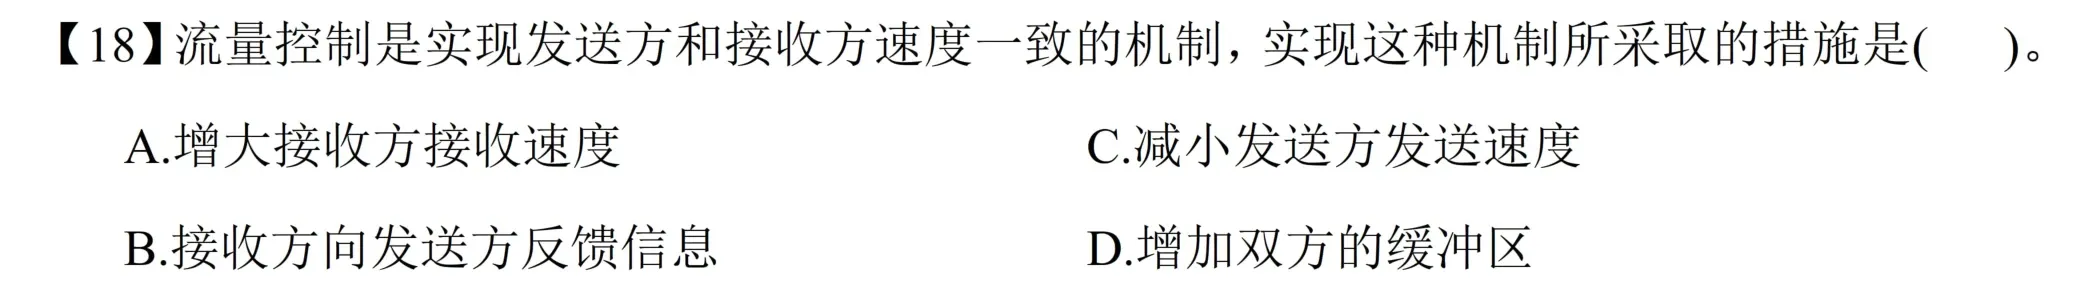 【18】流量控制是实现发送方和接收方速度一致的机制，实现这种机制所采取的措施是(    )。
A.增大接收方接收速度    C.减小发送方发送速度
B.接收方向发送方反馈信息    D.增加双方的缓冲区